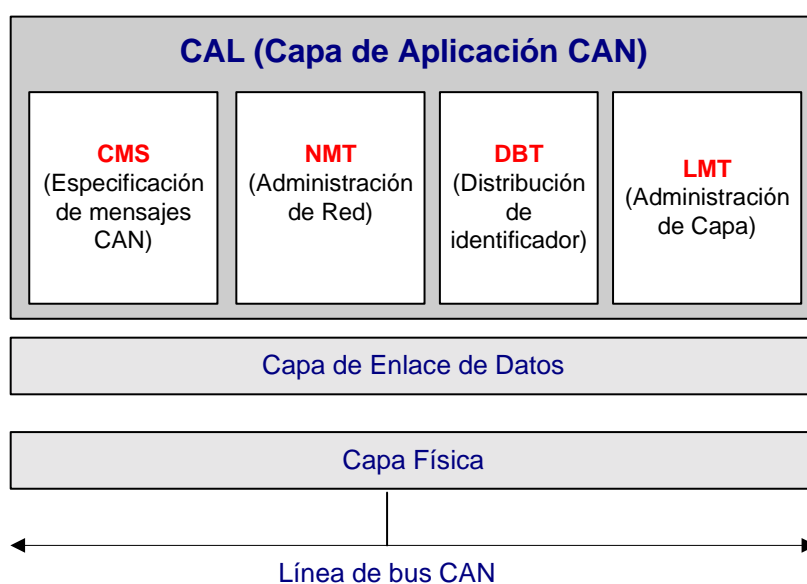 CAL (Capa de Aplicación CAN)
CMS
(Especificación
de mensajes
CAN)
NMT
(Administración
de Red)
DBT
(Distribución
de
identificador)
LMT
(Administración
de Capa)
Capa de Enlace de Datos
Capa Física
Línea de bus CAN